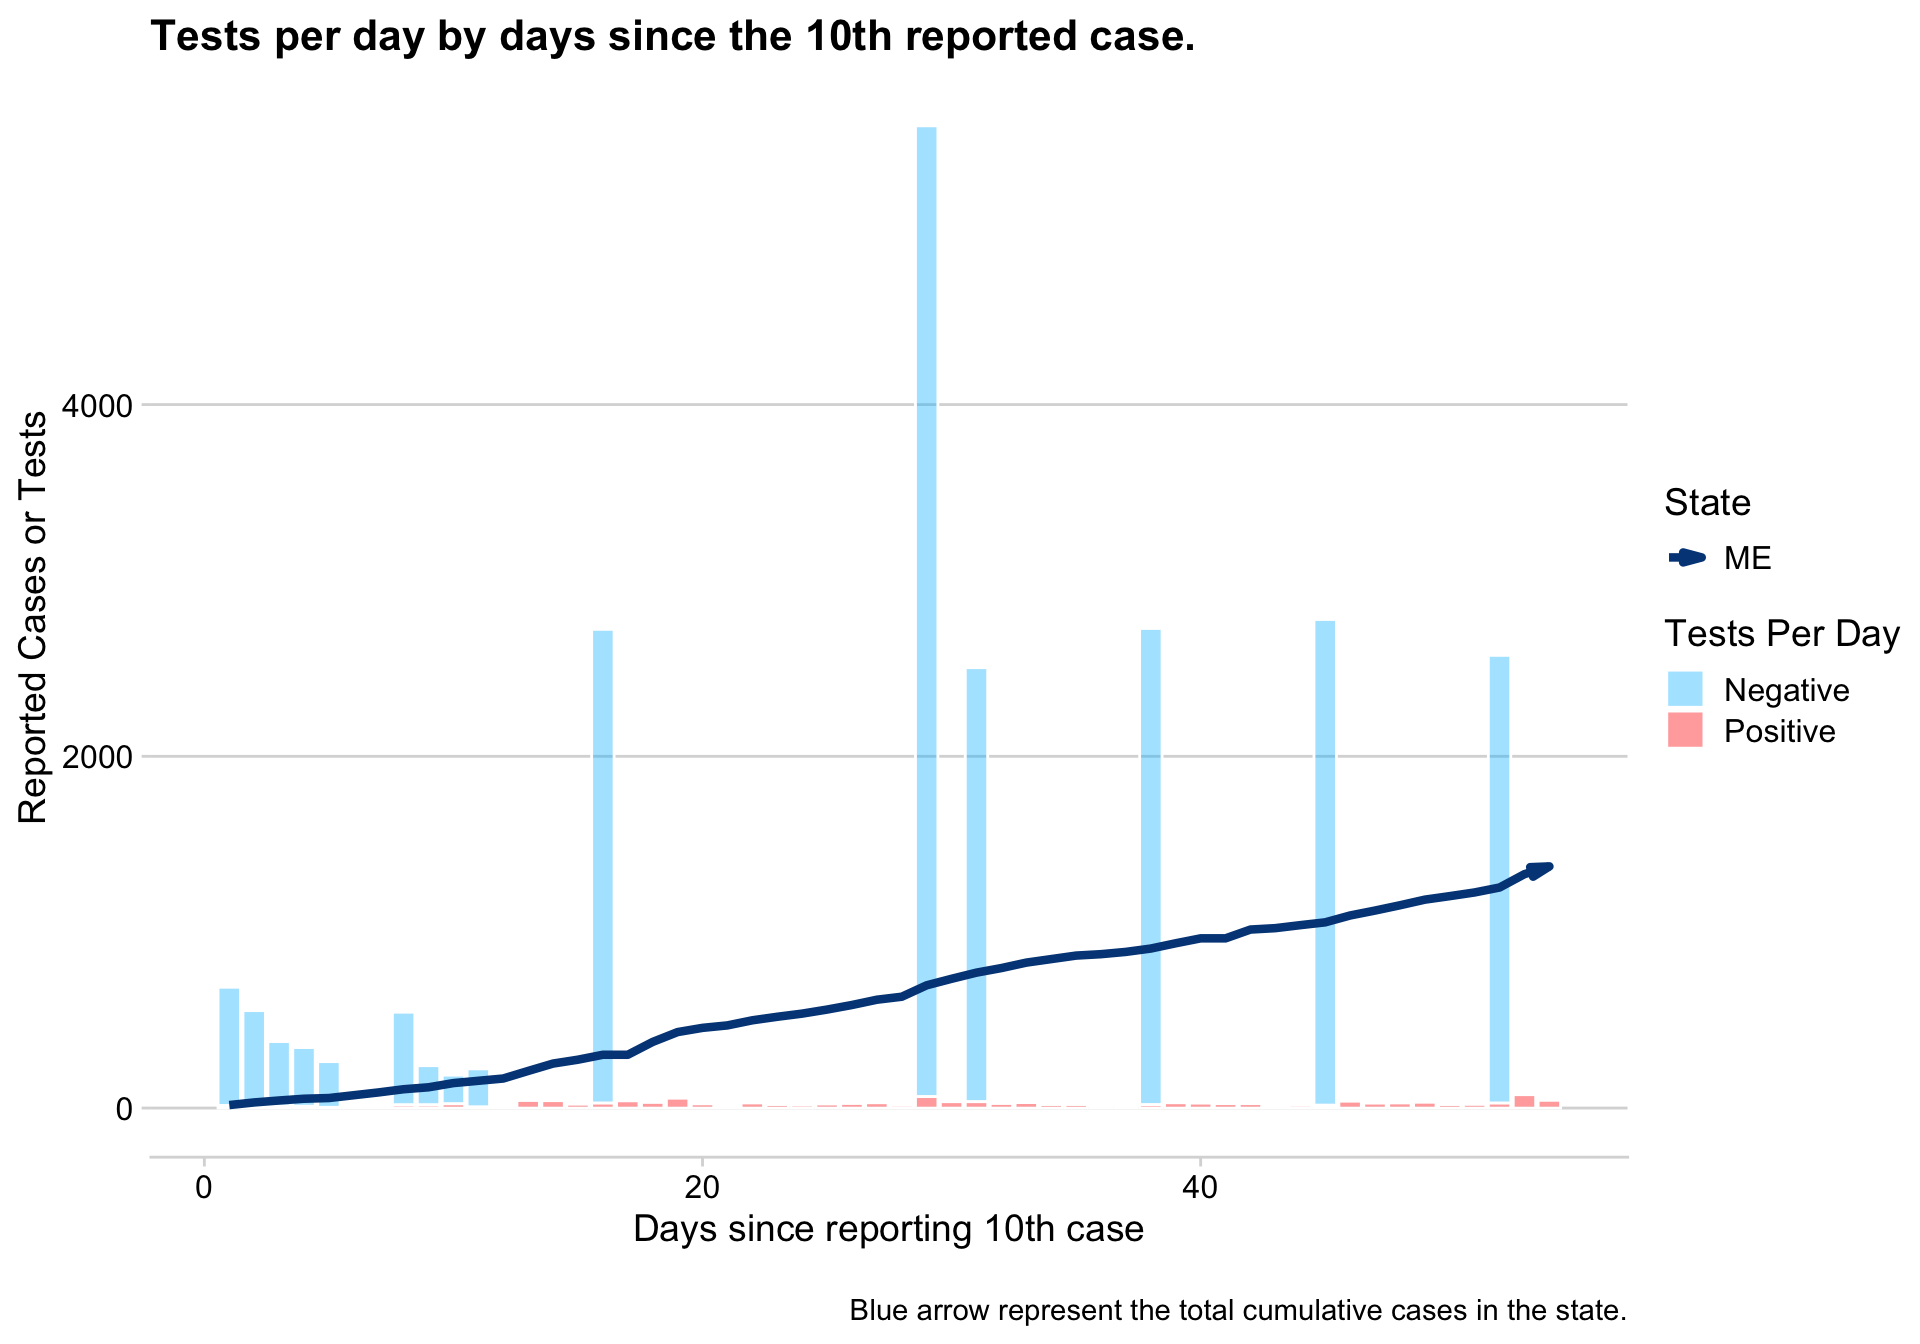 Tests per day by days since the 10th reported case.
Reported Cases or Tests
4000
2000
0
0
20
40
Days since reporting 10th case
State
ME
Tests Per Day
Negative
Positive
Blue arrow represent the total cumulative cases in the state.